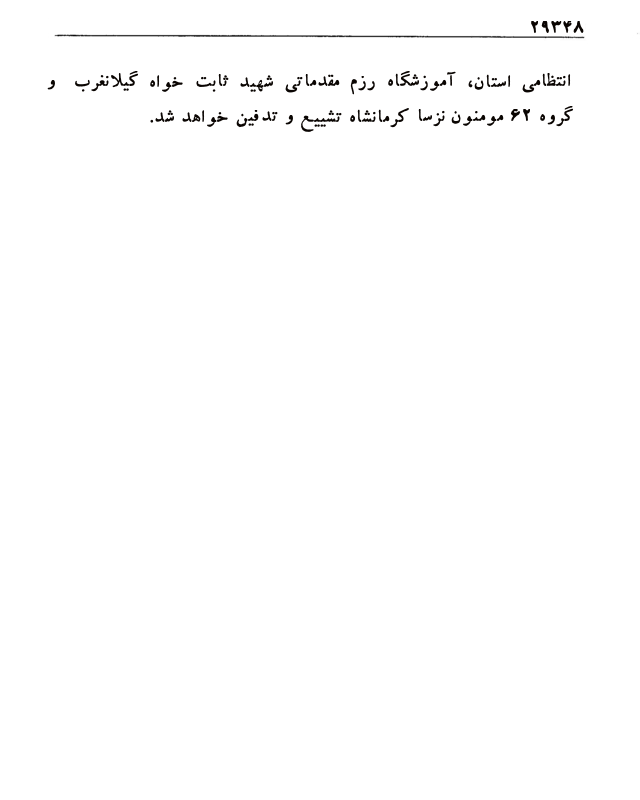 ۲۹۳۴۸
انتظامی استان، آموزشگاه رزم مقدماتی شهید ثابت خواه گیلانغرب و
گروه ۶۲ مومنون نزسا کرمانشاه تشییع و تدفین خواهد شد.